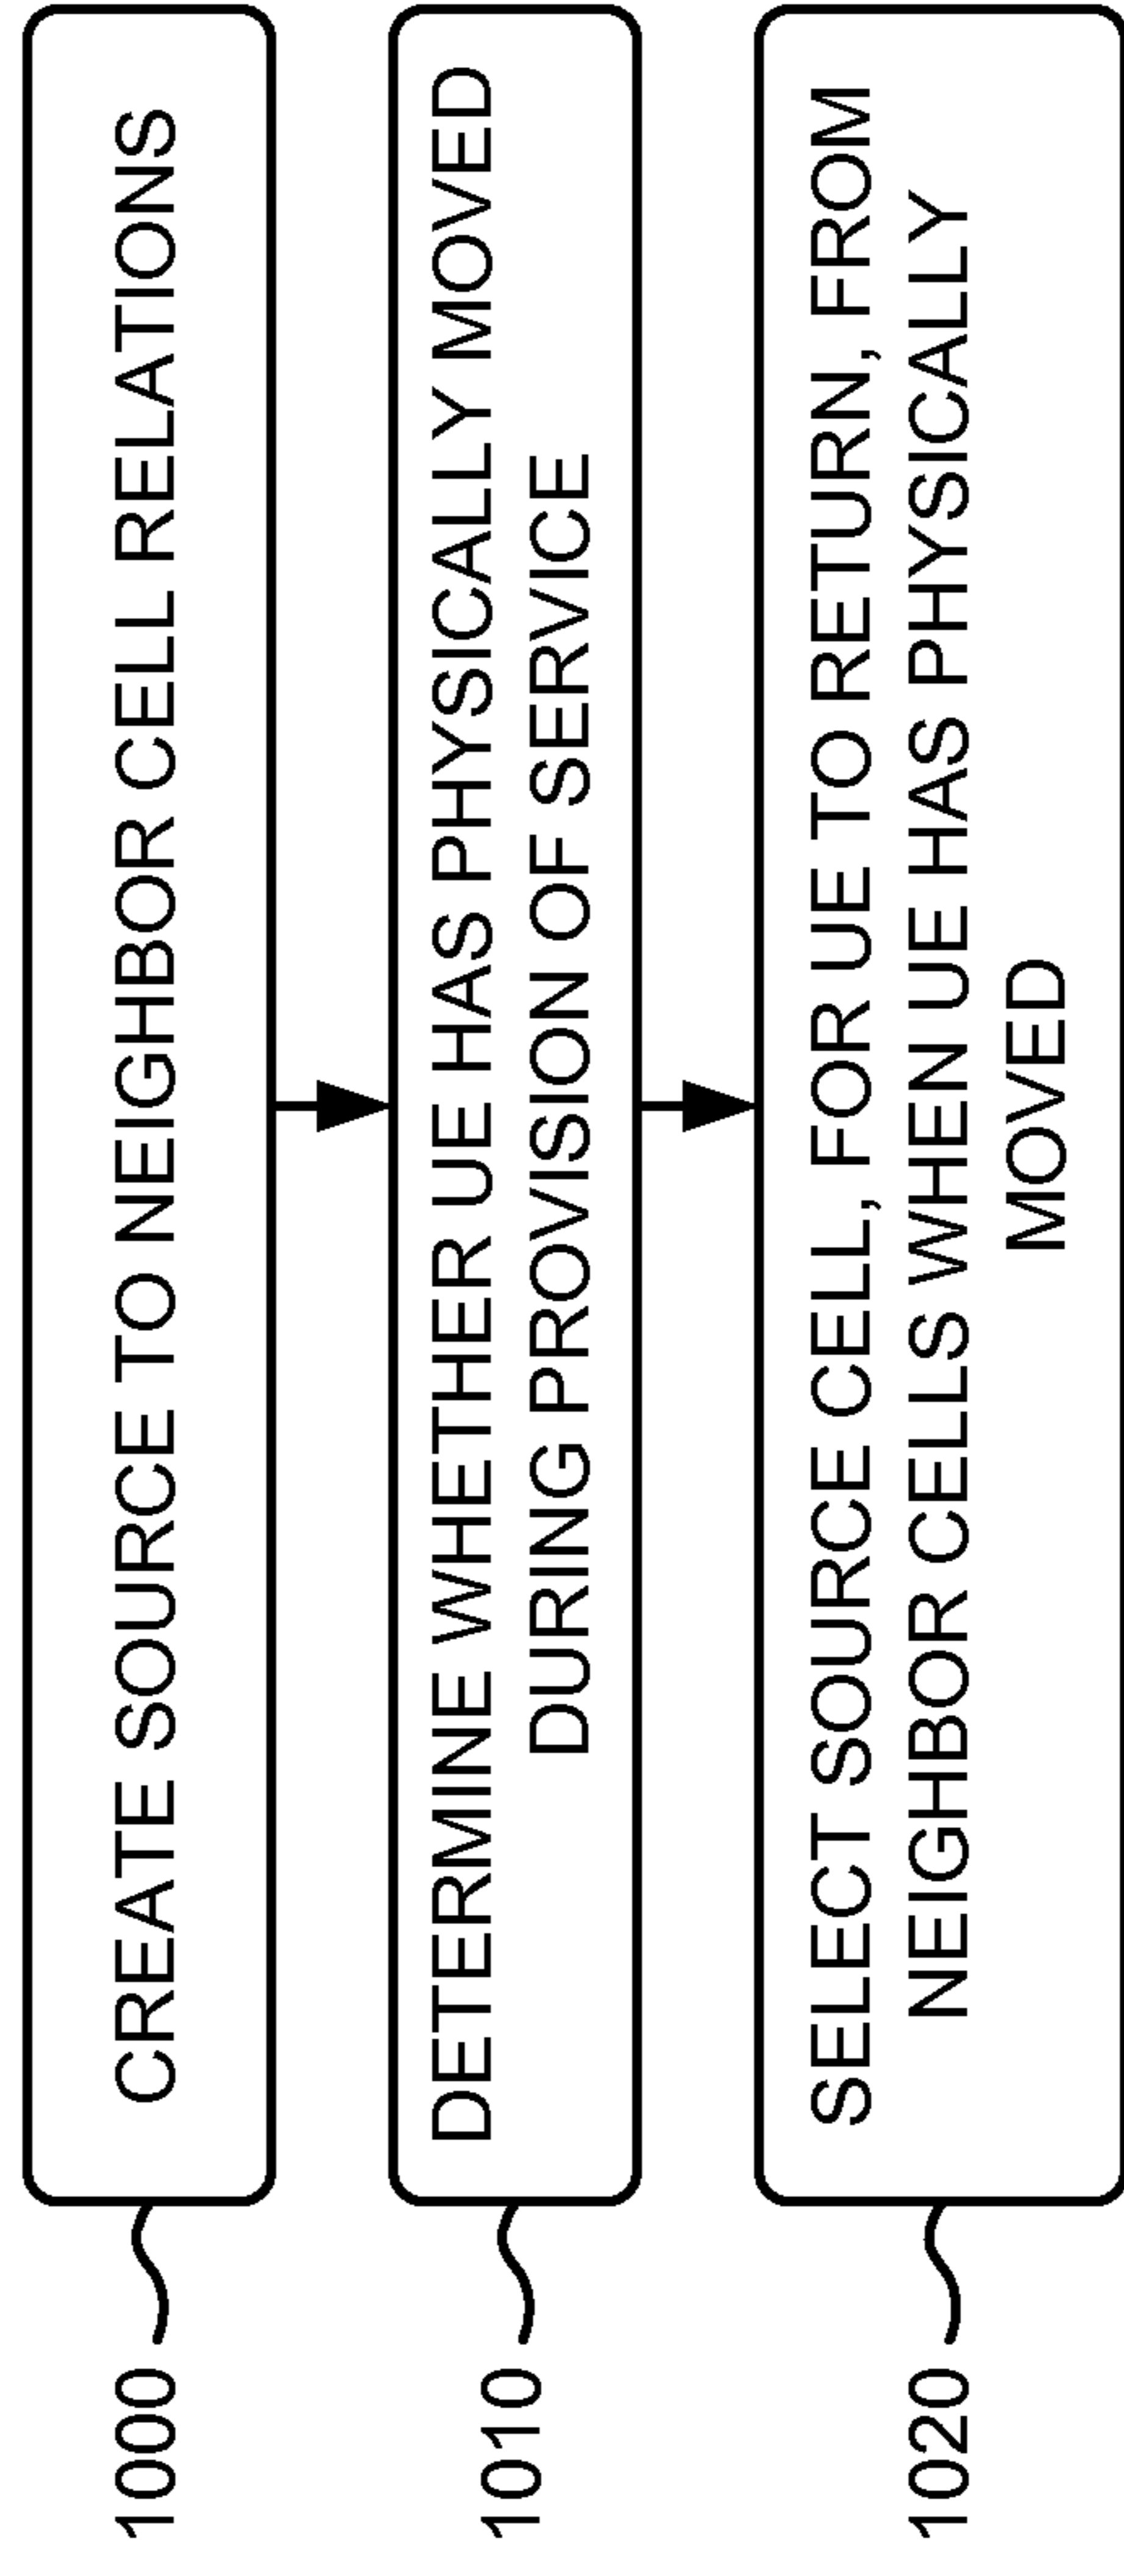 1000
CREATE SOURCE TO NEIGHBOR CELL RELATIONS
1010
DETERMINE WHETHER UE HAS PHYSICALLY MOVED
DURING PROVISION OF SERVICE
1020
SELECT SOURCE CELL, FOR UE TO RETURN, FROM
NEIGHBOR CELLS WHEN UE HAS PHYSICALLY
MOVED